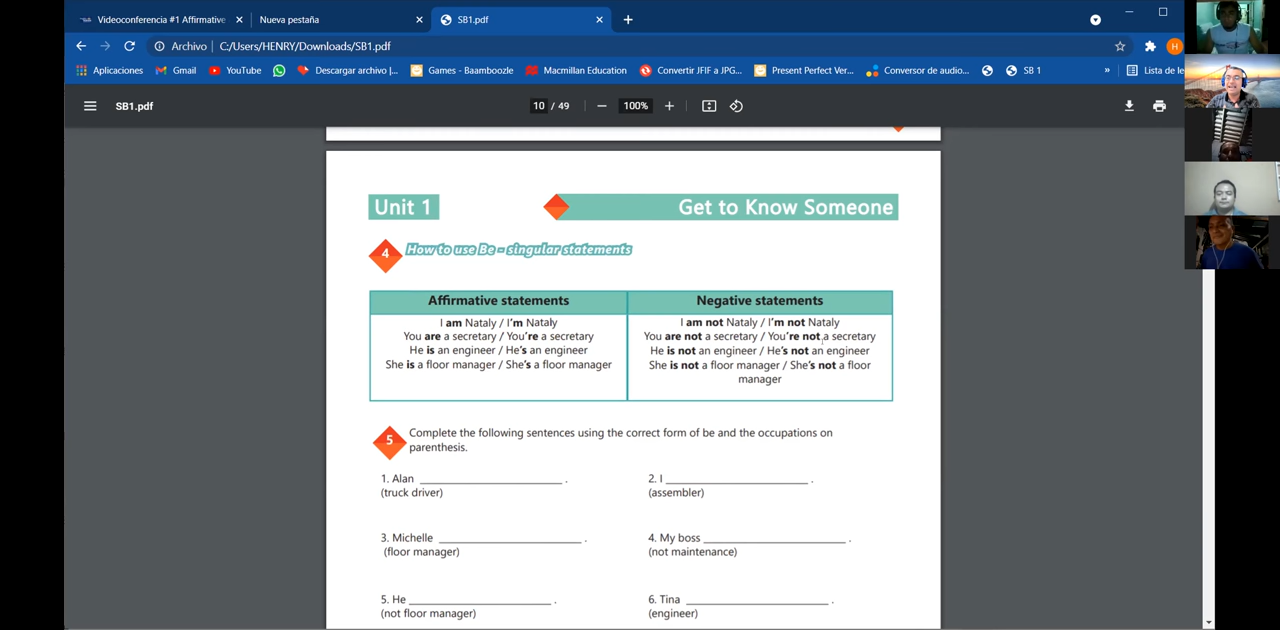 Videoconferencia #1 Affirmative
Nueva pestaña
SB1.pdf
Archivo
C:/Users/HENRY/Downloads/SB1.pdf
H
Aplicaciones
Gmail
YouTube
Descargar archivo |...
Games - Baamboozle
Macmillan Education
Convertir JFIF a JPG...
Present Perfect Ver...
Conversor de audio...
SB 1
»
Lista de le
SB1.pdf
10 / 49
100%
Unit 1
Get to Know Someone
4
How to use Be - singular statements
Affirmative statements
I am Nataly / I'm Nataly
You are a secretary / You're a secretary
He is an engineer / He's an engineer
She is a floor manager / She's a floor manager
Negative statements
I am not Nataly / I'm not Nataly
You are not a secretary / You're not a secretary
He is not an engineer / He's not an engineer
She is not a floor manager / She's not a floor
manager
5
Complete the following sentences using the correct form of be and the occupations on
parenthesis.
1. Alan ____________________ .
(truck driver)
2. I ____________________ .
(assembler)
3. Michelle ____________________ .
(floor manager)
4. My boss ____________________ .
(not maintenance)
5. He ____________________ .
(not floor manager)
6. Tina ____________________ .
(engineer)